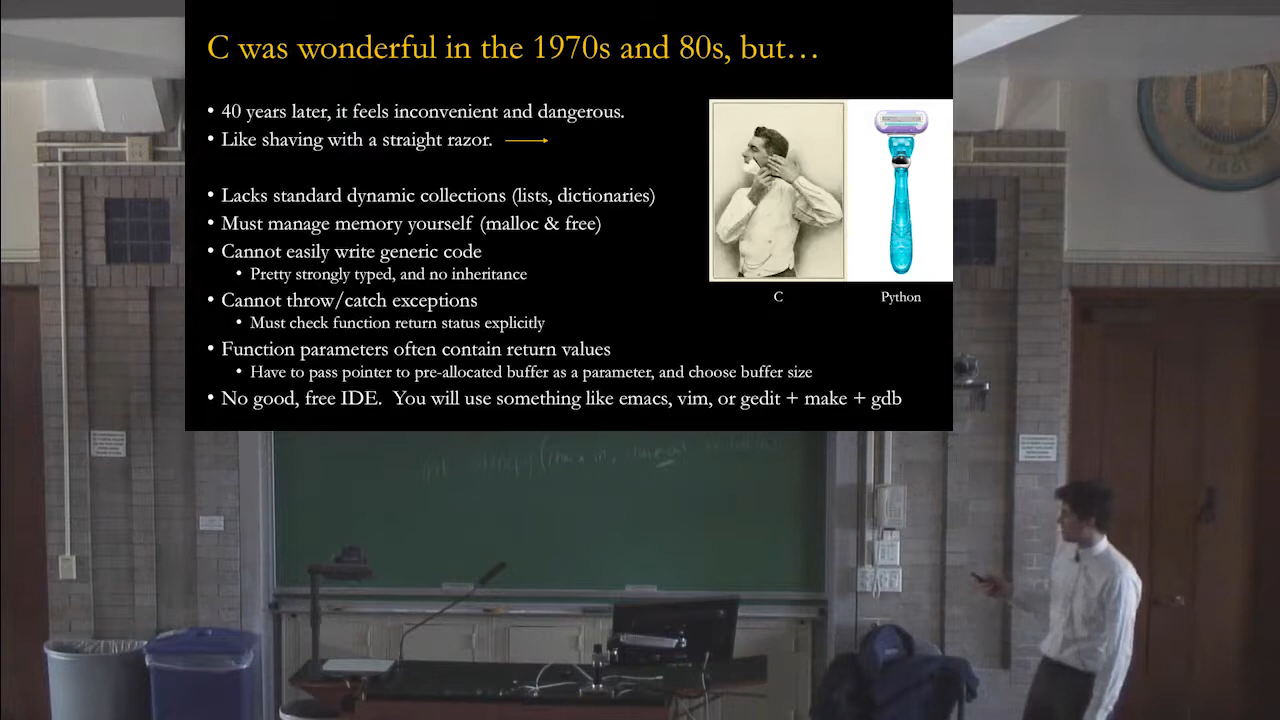 C was wonderful in the 1970s and 80s, but…
• 40 years later, it feels inconvenient and dangerous.
• Like shaving with a straight razor.
• Lacks standard dynamic collections (lists, dictionaries)
• Must manage memory yourself (malloc & free)
• Cannot easily write generic code
• Pretty strongly typed, and no inheritance
• Cannot throw/catch exceptions
• Must check function return status explicitly
• Function parameters often contain return values
• Have to pass pointer to pre-allocated buffer as a parameter, and choose buffer size
• No good, free IDE. You will use something like emacs, vim, or gedit + make + gdb
C
Python